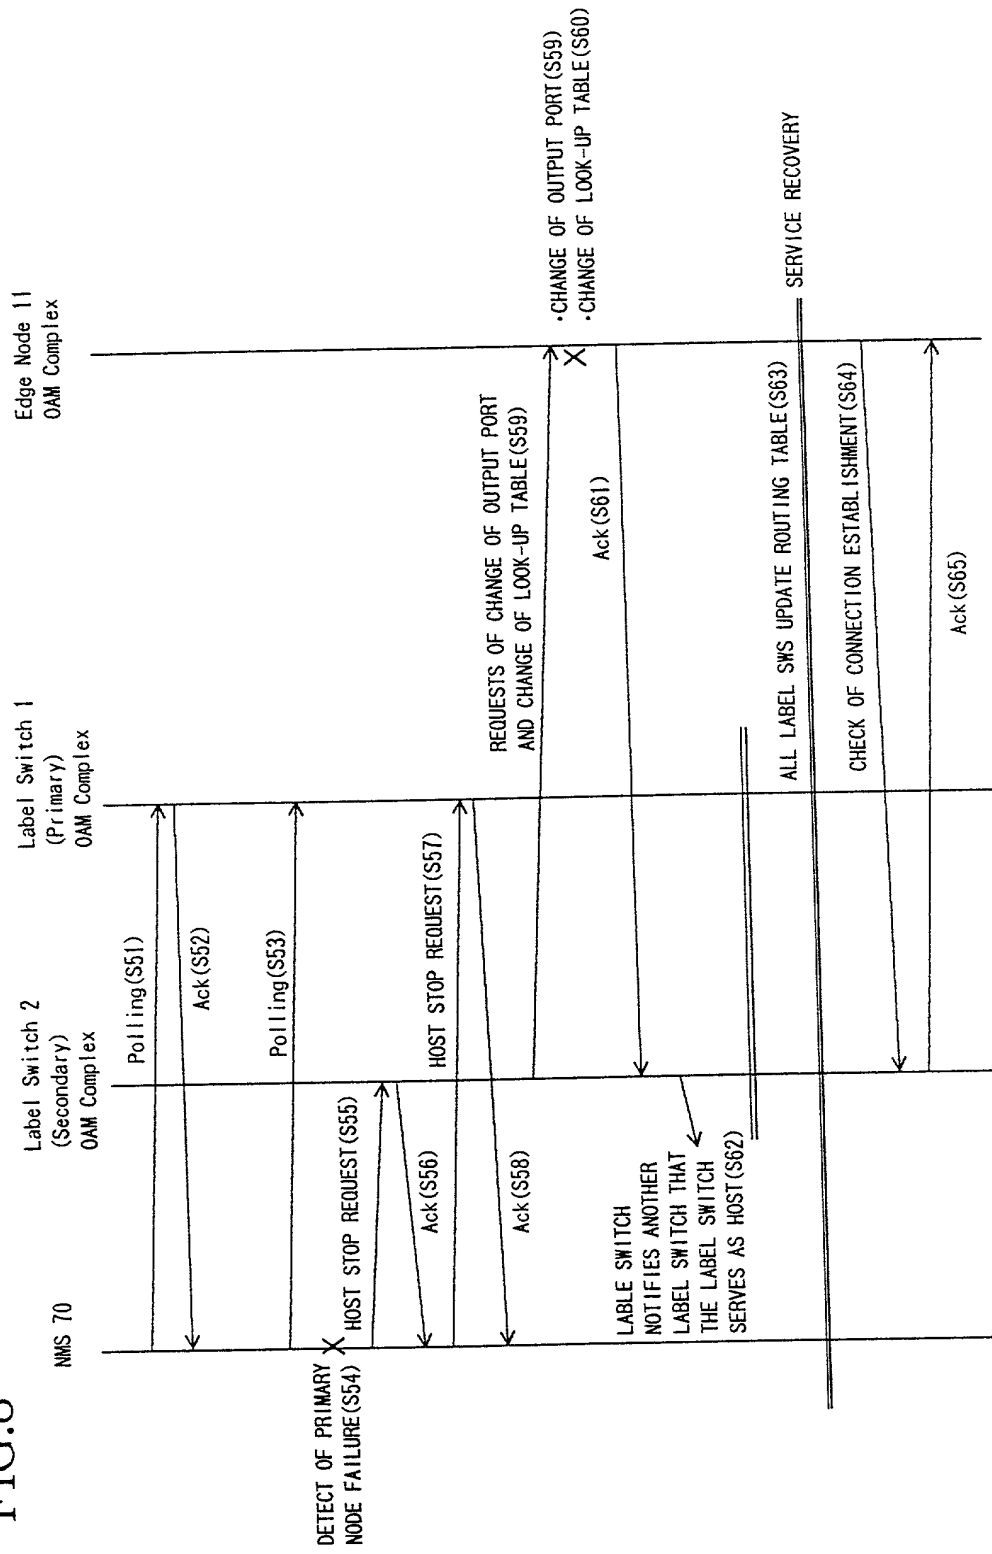 FIG.8
NMS 70
Label Switch 2
(Secondary)
OAM Complex
Label Switch 1
(Primary)
OAM Complex
Edge Node 11
OAM Complex
Polling(S51)
Ack(S52)
Polling(S53)
DETECT OF PRIMARY
NODE FAILURE(S54)
HOST STOP REQUEST(S55)
Ack(S56)
HOST STOP REQUEST(S57)
Ack(S58)
REQUESTS OF CHANGE OF OUTPUT PORT
AND CHANGE OF LOOK-UP TABLE(S59)
·CHANGE OF OUTPUT PORT(S59)
·CHANGE OF LOOK-UP TABLE(S60)
Ack(S61)
LABLE SWITCH
NOTIFIES ANOTHER
LABEL SWITCH THAT
THE LABEL SWITCH
SERVES AS HOST(S62)
ALL LABEL SWS UPDATE ROUTING TABLE(S63)
SERVICE RECOVERY
CHECK OF CONNECTION ESTABLISHMENT(S64)
Ack(S65)